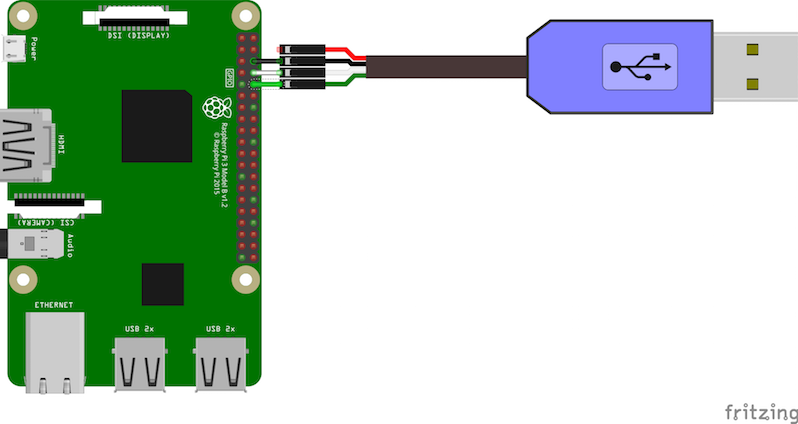 DSI (DISPLAY)
Power
GPIO
HDMI
Raspberry Pi 3 Model B v1.2
© Raspberry Pi 2015
CSI (CAMERA)
Audio
ETHERNET
USB 2x
USB 2x
fritzing